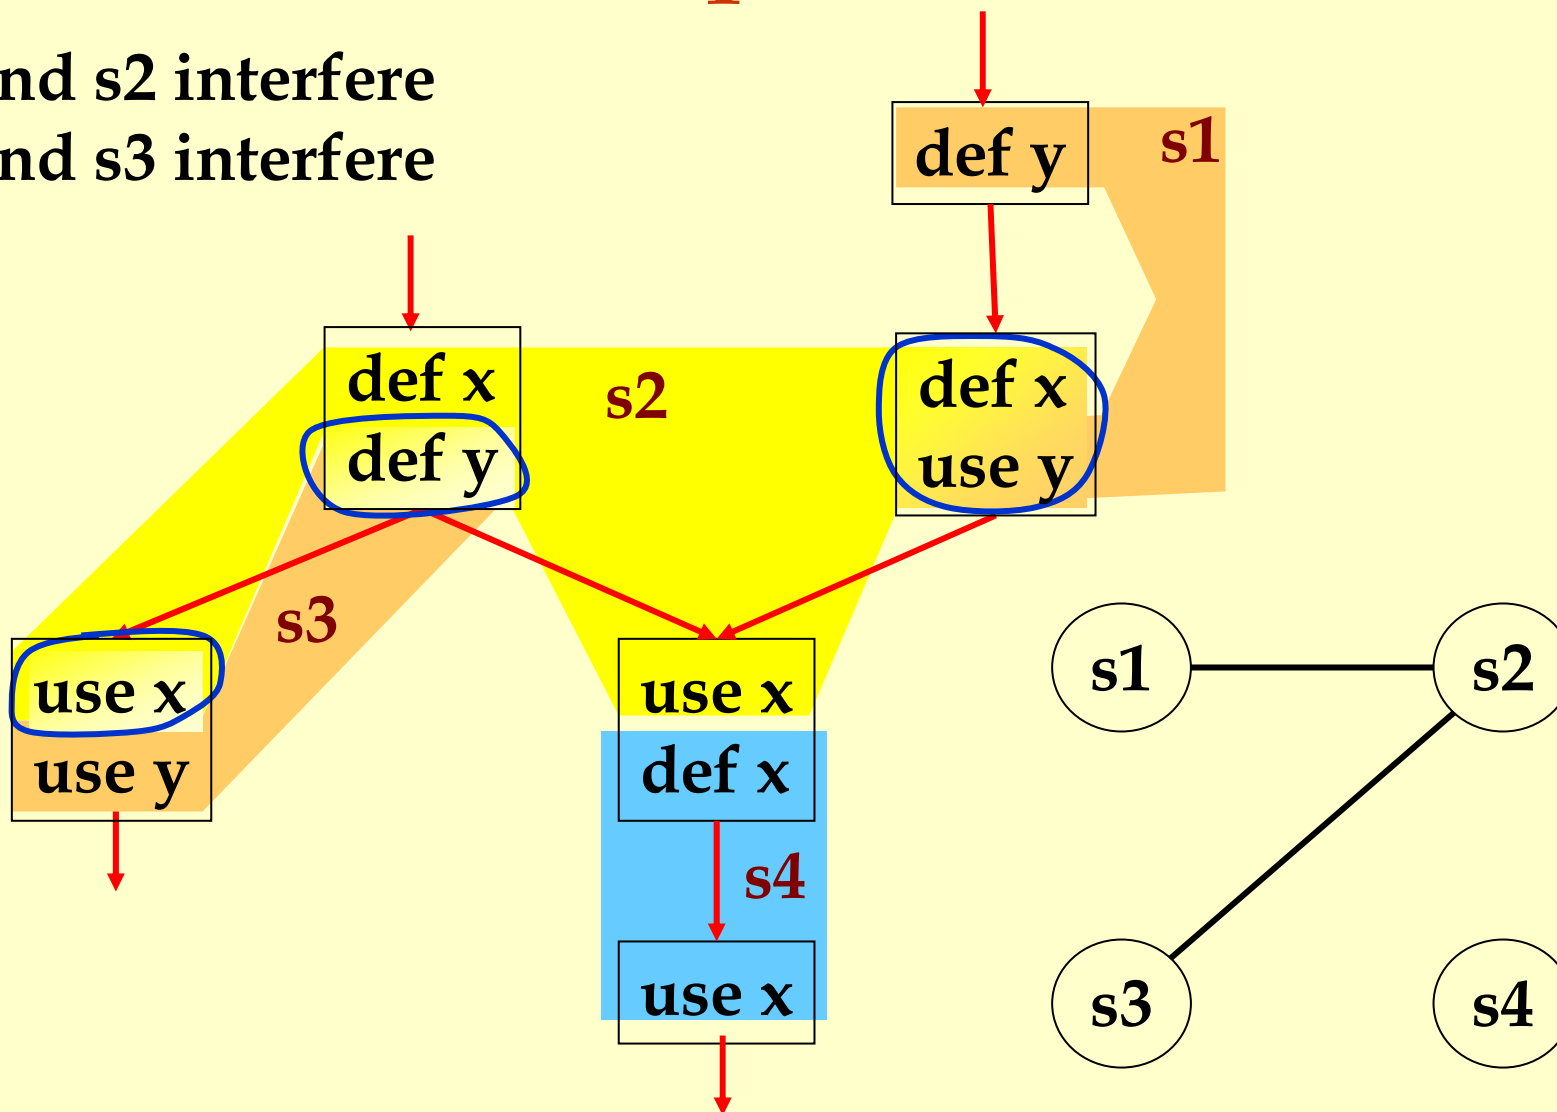 nd s2 interfere
nd s3 interfere
def y
s1
def x
def y
s2
def x
use y
s3
use x
use y
use x
def x
s4
use x
s1
s2
s3
s4